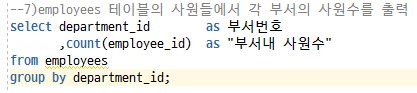 --7)employees 테이블의 사원들에서 각 부서의 사원수를 출력
select department_id as 부서번호
,count(employee_id) as "부서내 사원수"
from employees
group by department_id;